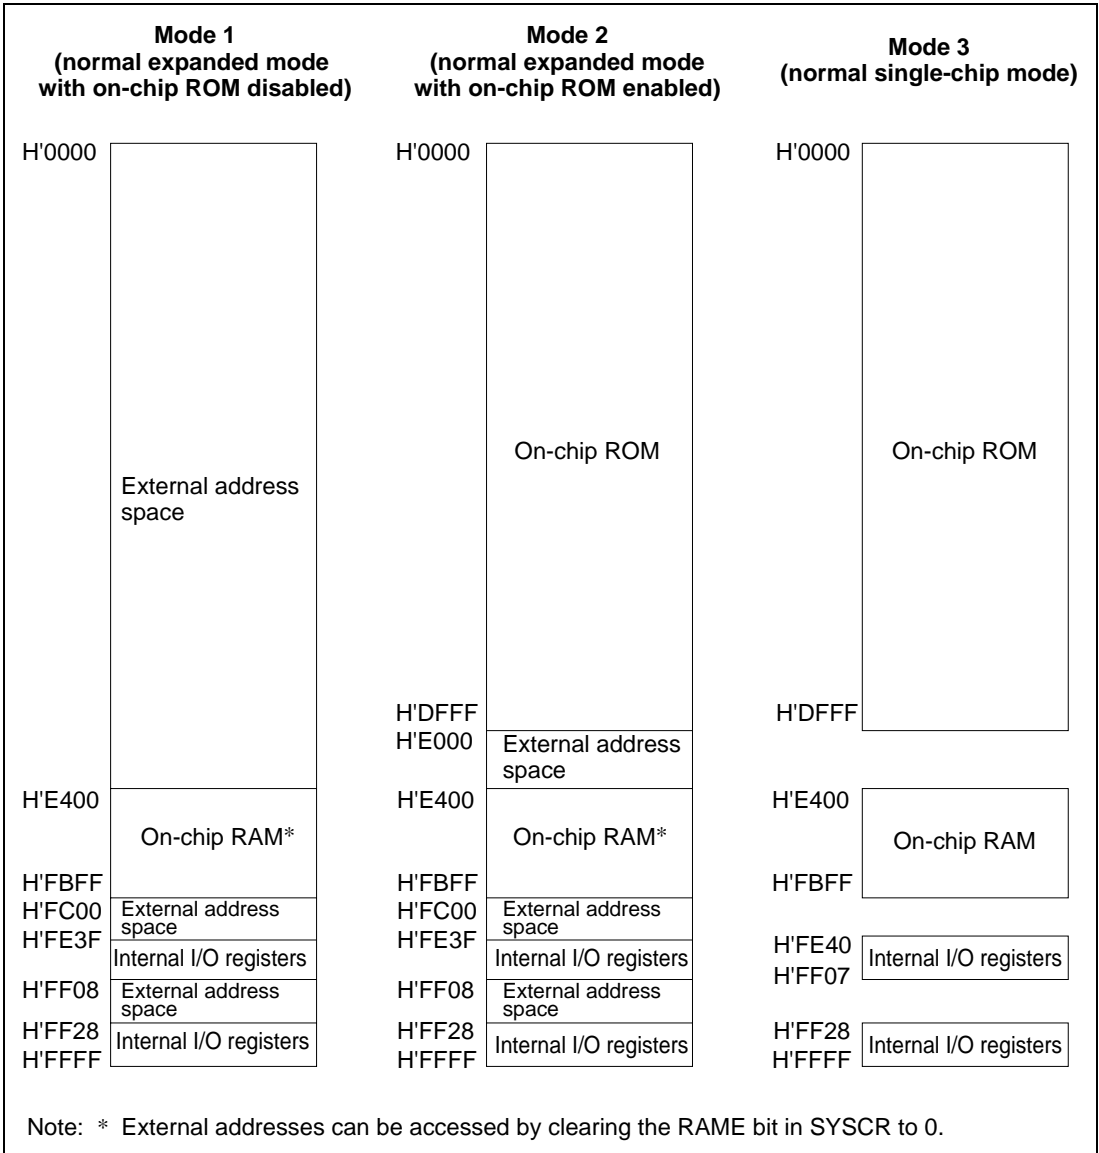 Mode 1
(normal expanded mode
with on-chip ROM disabled)
H'0000
External address
space
H'E400
On-chip RAM*
H'FBFF
H'FC00
External address
space
H'FE3F
Internal I/O registers
H'FF08
External address
space
H'FF28
Internal I/O registers
H'FFFF
Mode 2
(normal expanded mode
with on-chip ROM enabled)
H'0000
On-chip ROM
H'DFFF
H'E000
External address
space
H'E400
On-chip RAM*
H'FBFF
H'FC00
External address
space
H'FE3F
Internal I/O registers
H'FF08
External address
space
H'FF28
Internal I/O registers
H'FFFF
Mode 3
(normal single-chip mode)
H'0000
On-chip ROM
H'DFFF
H'E400
On-chip RAM
H'FBFF
H'FE40
Internal I/O registers
H'FF07
H'FF28
Internal I/O registers
H'FFFF
Note: * External addresses can be accessed by clearing the RAME bit in SYSCR to 0.